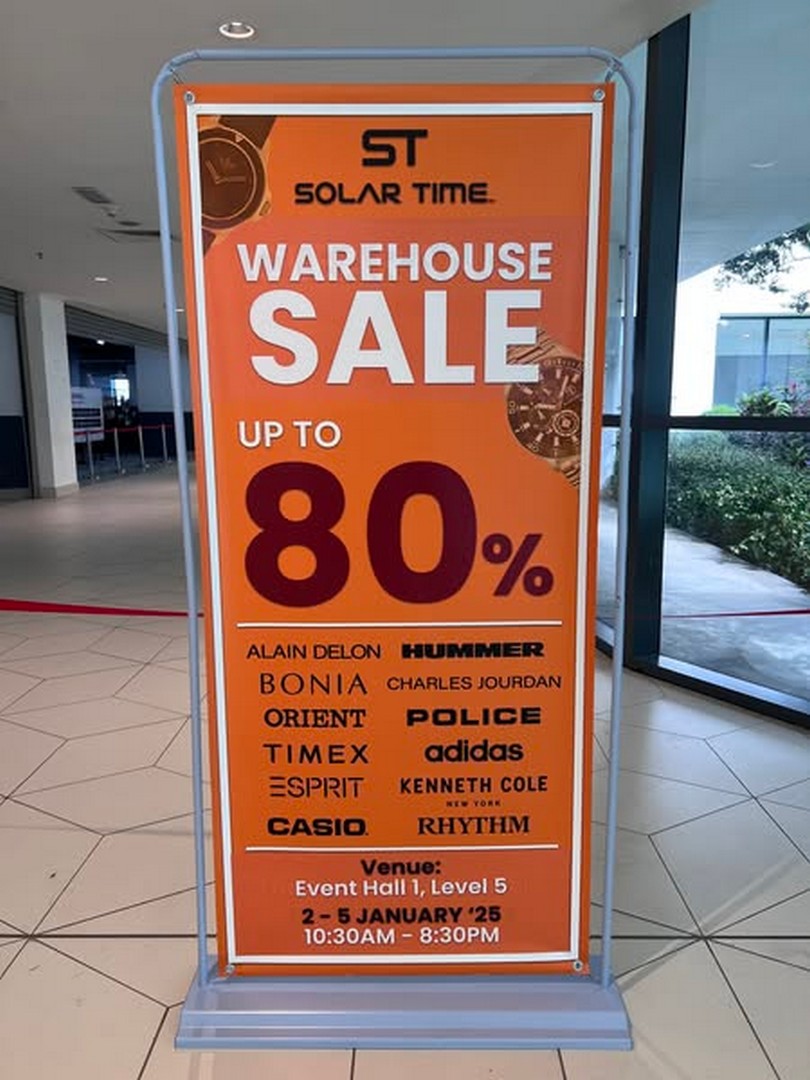 ST
SOLAR TIME
WAREHOUSE
SALE
UP TO
80%
ALAIN DELON HUMMER
BONIA CHARLES JOURDAN
ORIENT POLICE
TIMEX adidas
ESPRIT KENNETH COLE
NEW YORK
CASIO RHYTHM
Venue:
Event Hall 1, Level 5
2 - 5 JANUARY '25
10:30AM - 8:30PM